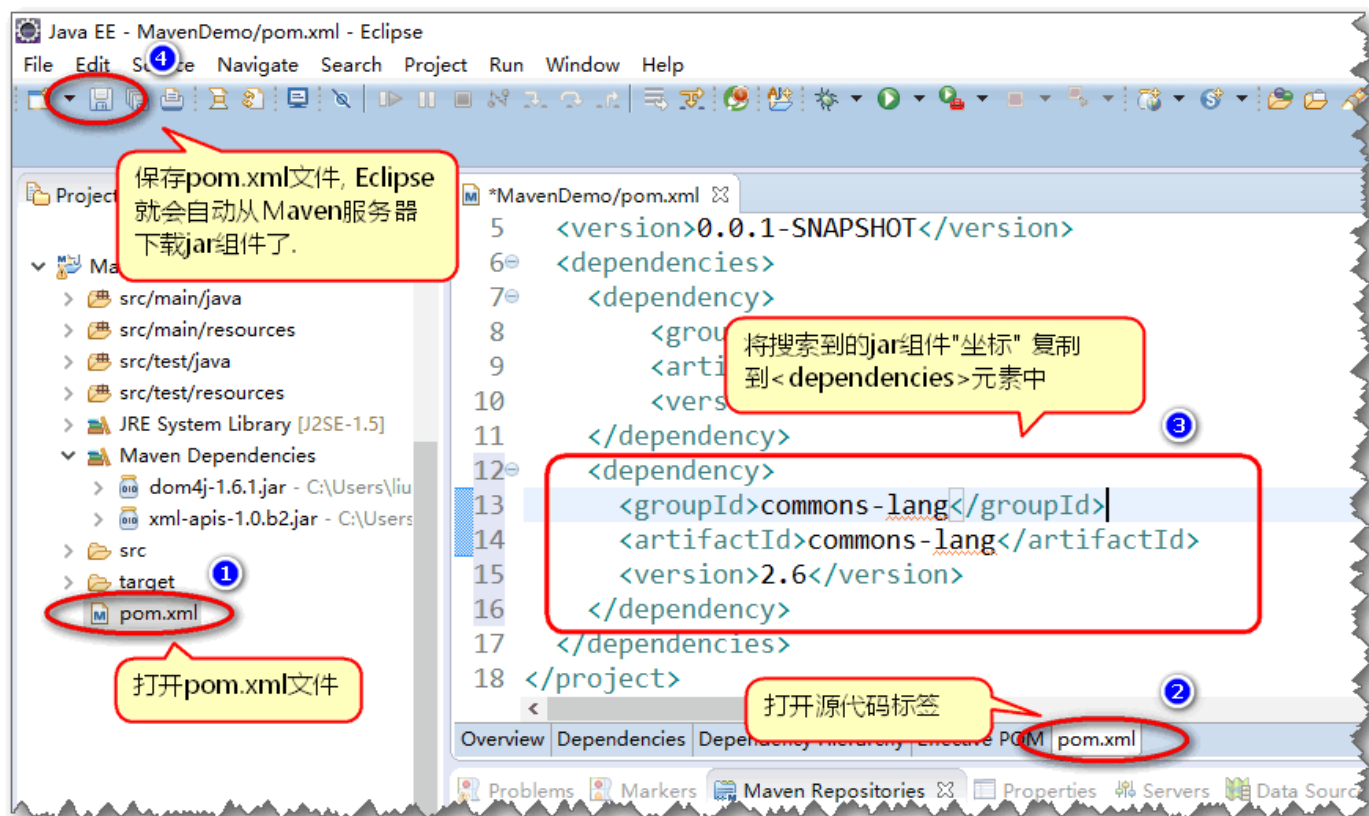 Java EE - MavenDemo/pom.xml - Eclipse
File Edit Navigate Search Project Run Window Help
4
保存pom.xml文件, Eclipse
就会自动从Maven服务器
下载jar组件了.
Project
*MavenDemo/pom.xml
Ma
src/main/java
src/main/resources
src/test/java
src/test/resources
JRE System Library [J2SE-1.5]
Maven Dependencies
dom4j-1.6.1.jar - C:\Users\liu
xml-apis-1.0.b2.jar - C:\Users
src
target
1
pom.xml
打开pom.xml文件
5 <version>0.0.1-SNAPSHOT</version>
6 <dependencies>
7 <dependency>
8 <grou
9 <arti
10 <vers
将搜索到的jar组件"坐标" 复制
到<dependencies>元素中
3
11 </dependency>
12 <dependency>
13 <groupId>commons-lang</groupId>
14 <artifactId>commons-lang</artifactId>
15 <version>2.6</version>
16 </dependency>
17 </dependencies>
18 </project>
打开源代码标签
2
Overview Dependencies Dependency Hierarchy Effective POM pom.xml
Problems Markers Maven Repositories Properties Servers Data Sourc